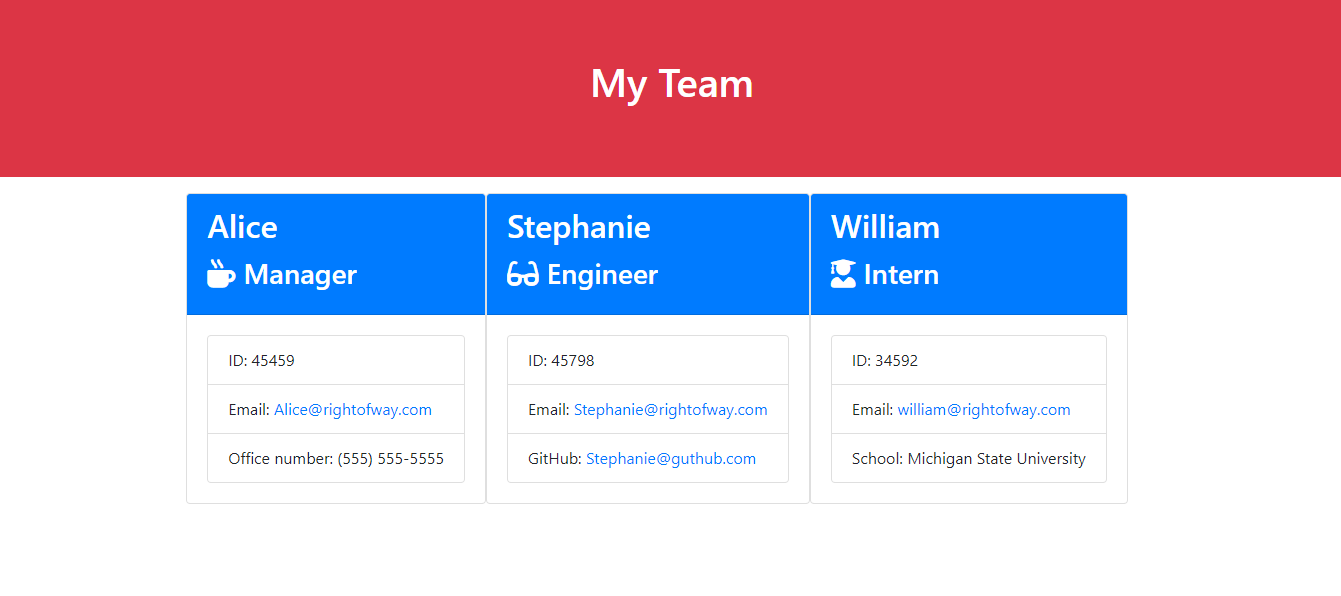 My Team
Alice
Manager
ID: 45459
Email: Alice@rightofway.com
Office number: (555) 555-5555
Stephanie
Engineer
ID: 45798
Email: Stephanie@rightofway.com
GitHub: Stephanie@guthub.com
William
Intern
ID: 34592
Email: william@rightofway.com
School: Michigan State University